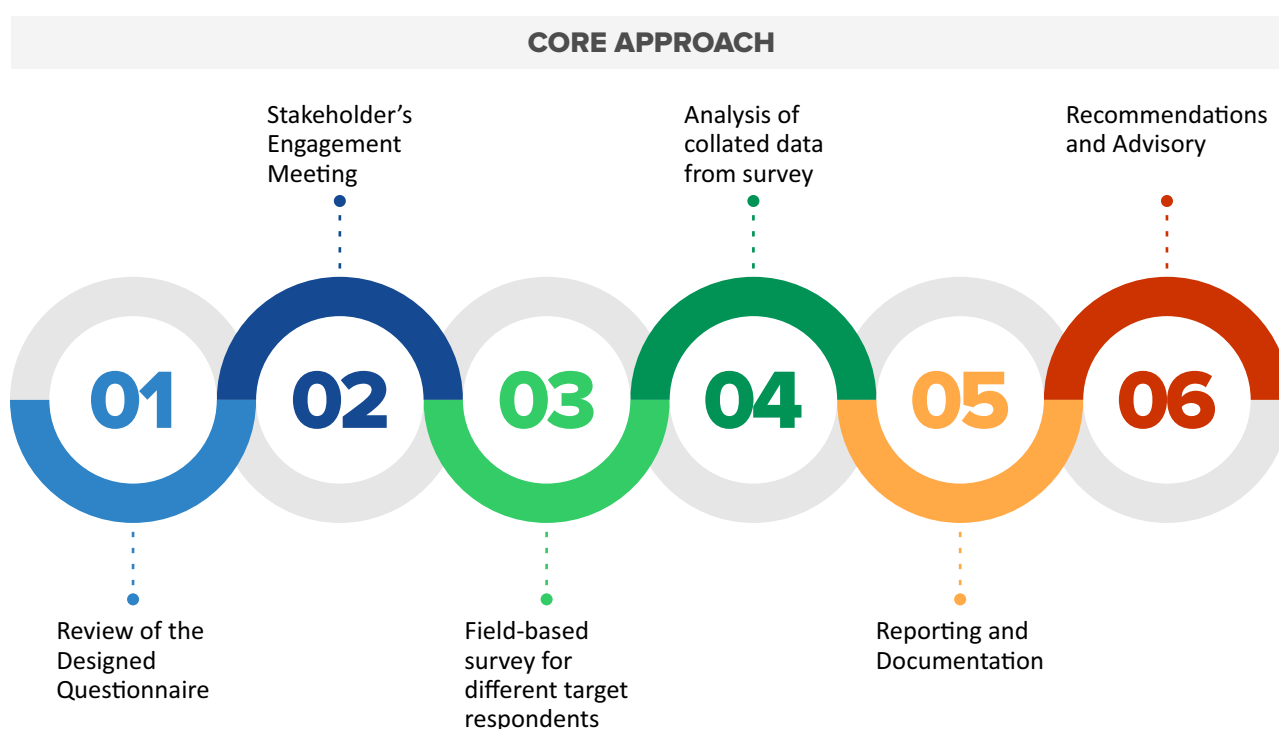 CORE APPROACH
Stakeholder's
Engagement
Meeting
Analysis of
collated data
from survey
Recommendations
and Advisory
01
02
03
04
05
06
Review of the
Designed
Questionnaire
Field-based
survey for
different target
respondents
Reporting and
Documentation